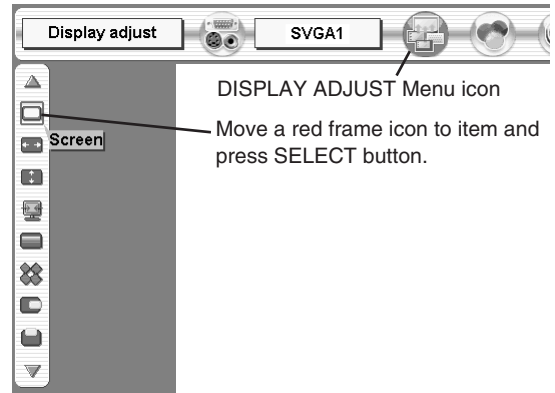 Display adjust
SVGA1
DISPLAY ADJUST Menu icon
Move a red frame icon to item and
press SELECT button.
Screen